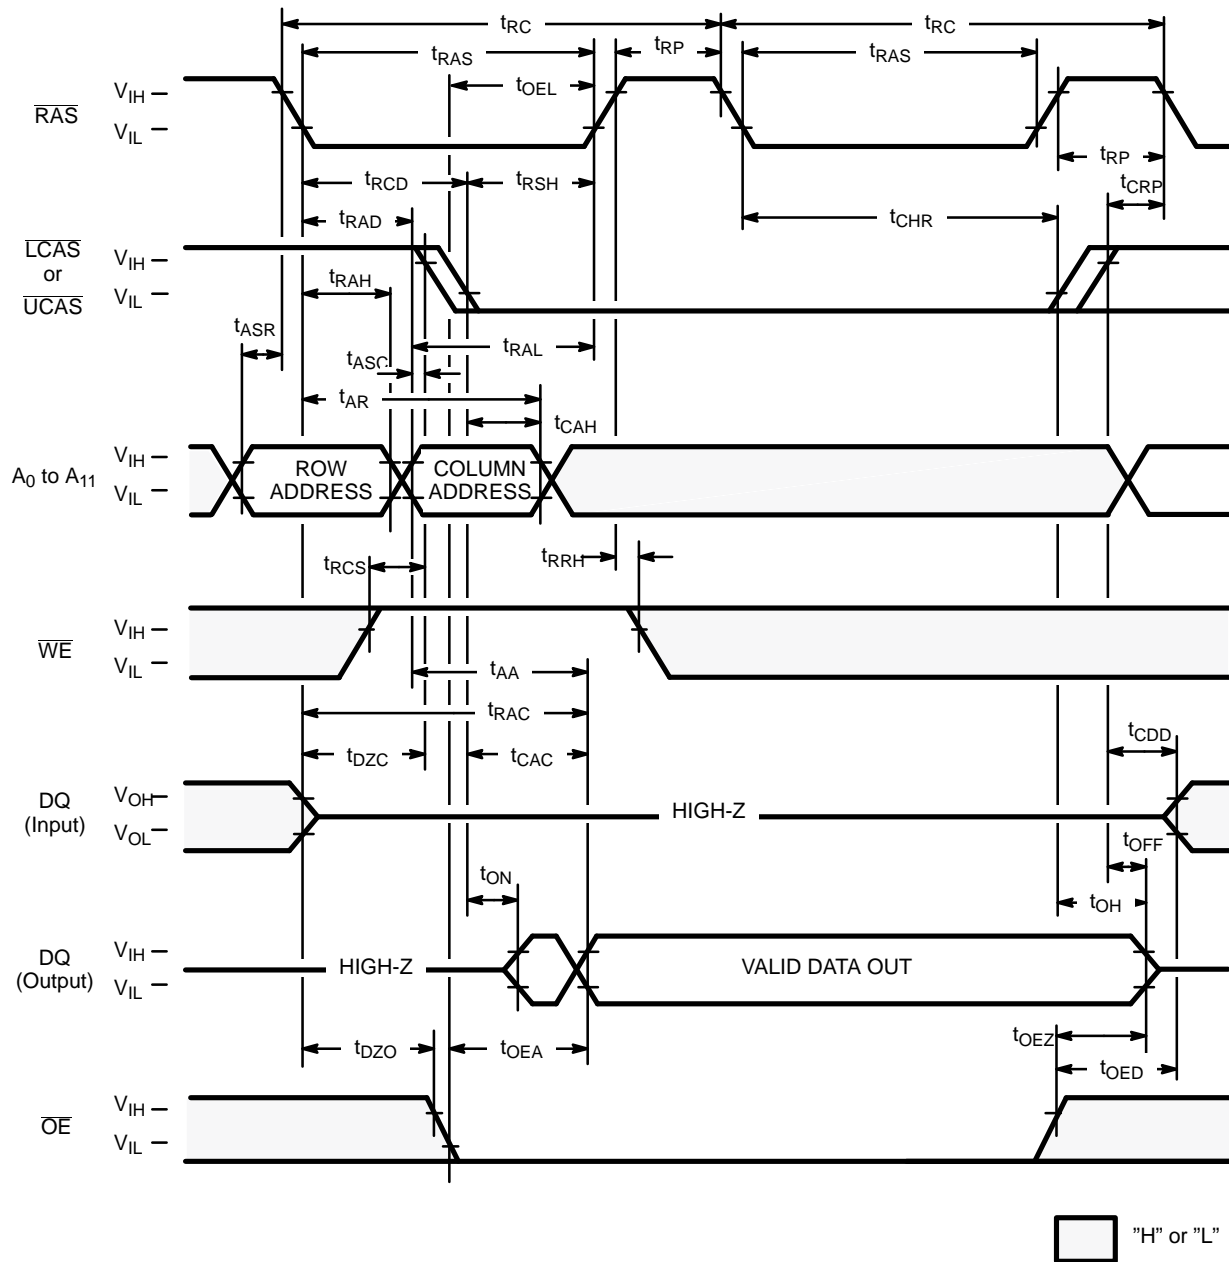 tRC tRC
tRAS tRP tRAS
tOEL
RAS VIH
VIL
tRP
tRCD tRSH
tCRP
tRAD tCHR
LCAS
or
UCAS
VIH
VIL
tRAH
tASR
tASC tRAL
tAR
tCAH
A0 to A11 VIH
VIL
ROW
ADDRESS
COLUMN
ADDRESS
tRCS tRRH
WE VIH
VIL
tAA
tRAC
tDZC tCAC tCDD
DQ
(Input)
VOH
VOL
HIGH-Z
tOFF
tON tOH
DQ
(Output)
VIH
VIL
HIGH-Z VALID DATA OUT
tDZO tOEA tOEZ
tOED
OE VIH
VIL
"H" or "L"